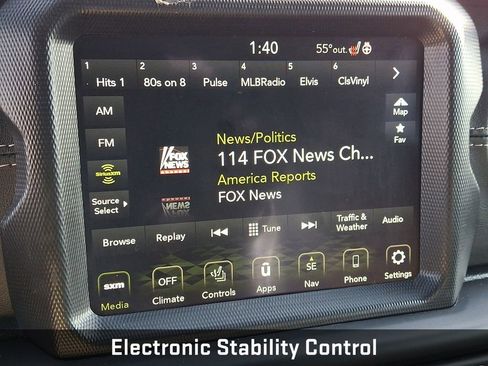 1:40 55°out.
1 2 3 4 5 6
Hits 1 80s on 8 Pulse MLBRadio Elvis ClsVinyl
AM
FM
SiriusXM
Source
Select
Map
Fav
FOX
NEWS
News/Politics
114 FOX News Ch...
America Reports
FOX News
Browse Replay Tune Traffic &
Weather Audio
sxm OFF ū SE
Media Climate Controls Apps Nav Phone Settings
Electronic Stability Control